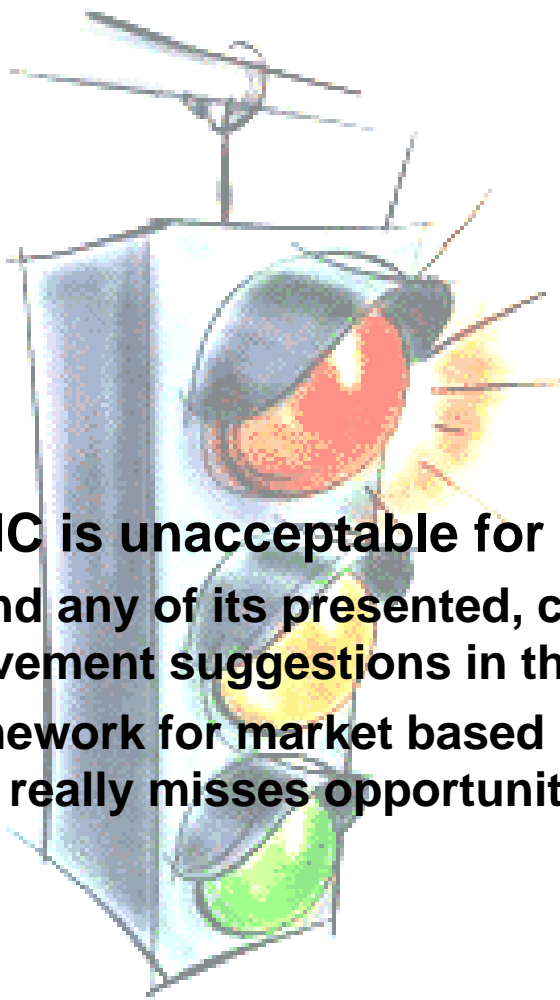 IC is unacceptable for
nd any of its presented, c
vement suggestions in th
nework for market based
really misses opportunit